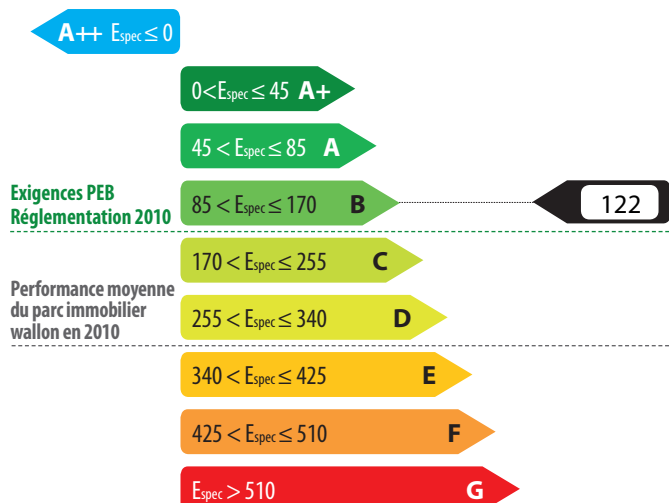 A++ Espec ≤ 0
0<Espec ≤ 45 A+
45 < Espec ≤ 85 A
Exigences PEB
Réglementation 2010
85 < Espec ≤ 170 B
122
170 < Espec ≤ 255 C
Performance moyenne
du parc immobilier
wallon en 2010
255 < Espec ≤ 340 D
340 < Espec ≤ 425 E
425 < Espec ≤ 510 F
Espec > 510 G